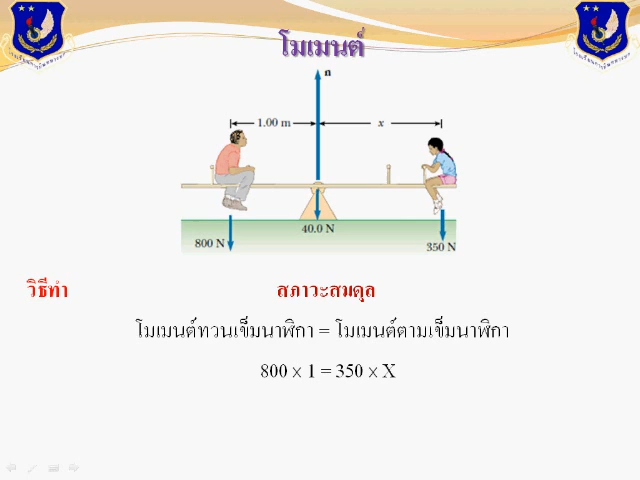 โมเมนต์
n
1.00 m
x
800 N
40.0 N
350 N
วิธีทำ
สภาวะสมดุล
โมเมนต์ทวนเข็มนาฬิกา = โมเมนต์ตามเข็มนาฬิกา
800 x 1 = 350 x X